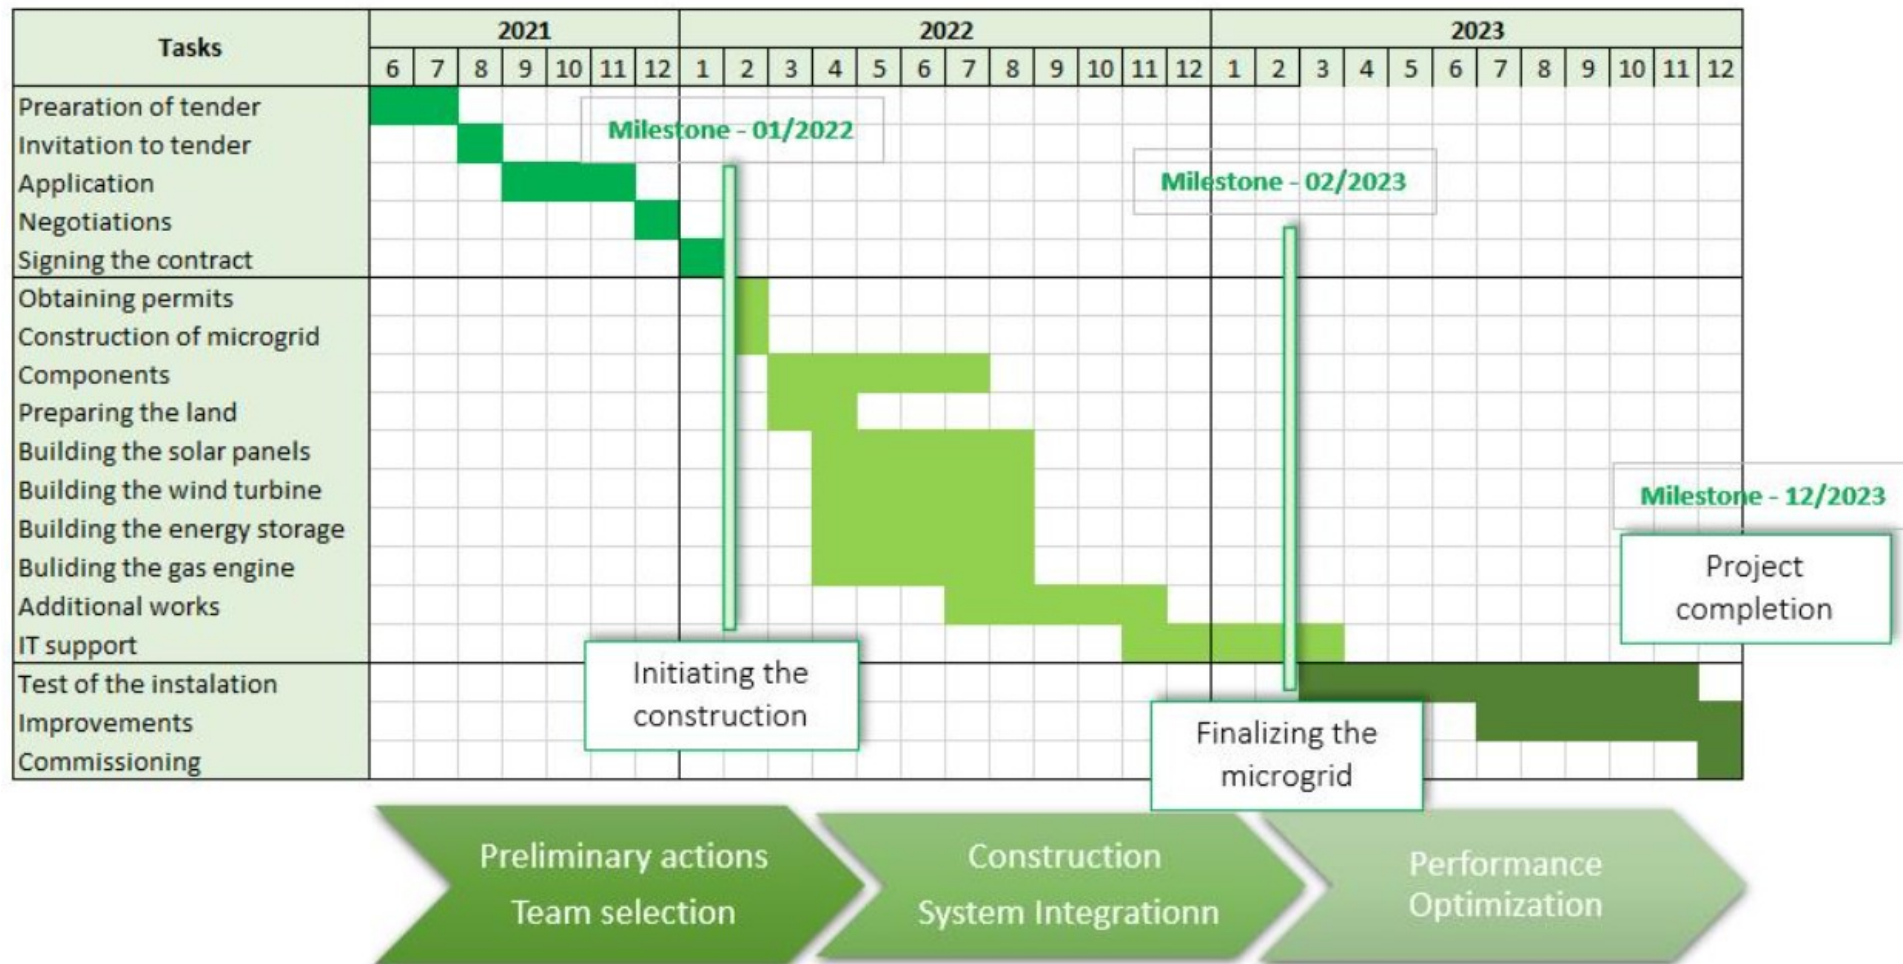 Tasks
2021 2022 2023
6 7 8 9 10 11 12 1 2 3 4 5 6 7 8 9 10 11 12 1 2 3 4 5 6 7 8 9 10 11 12
Prearation of tender
Invitation to tender
Application
Negotiations
Signing the contract
Obtaining permits
Construction of microgrid
Components
Preparing the land
Building the solar panels
Building the wind turbine
Building the energy storage
Buliding the gas engine
Additional works
IT support
Test of the instalation
Improvements
Commissioning
Milestone - 01/2022
Initiating the
construction
Milestone - 02/2023
Finalizing the
microgrid
Milestone - 12/2023
Project
completion
Preliminary actions
Team selection
Construction
System Integrationn
Performance
Optimization